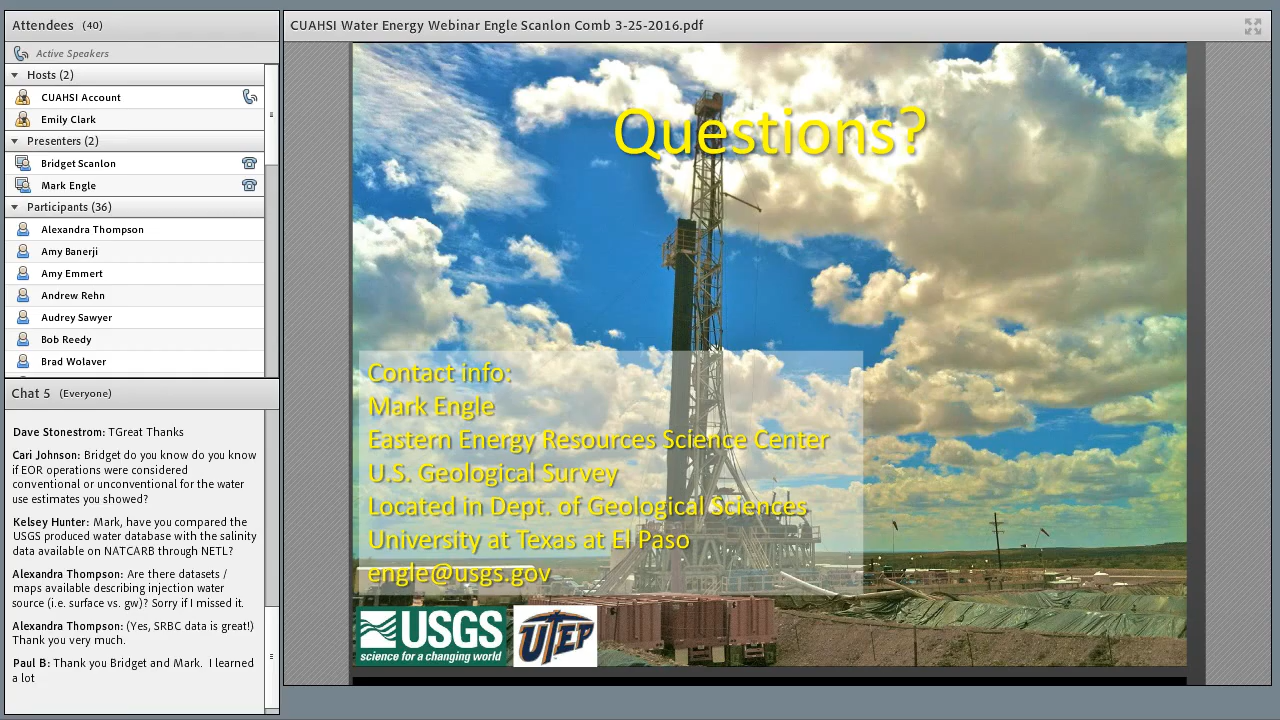 Attendees (40)
Active Speakers
Hosts (2)
CUAHSI Account
Emily Clark
Presenters (2)
Bridget Scanlon
Mark Engle
Participants (36)
Alexandra Thompson
Amy Banerji
Amy Emmert
Andrew Rehn
Audrey Sawyer
Bob Reedy
Brad Wolaver
Chat 5 (Everyone)
Dave Stonestrom: TGreat Thanks
Cari Johnson: Bridget do you know do you know
if EOR operations were considered
conventional or unconventional for the water
use estimates you showed?
Kelsey Hunter: Mark, have you compared the
USGS produced water database with the salinity
data available on NATCARB through NETL?
Alexandra Thompson: Are there datasets /
maps available describing injection water
source (i.e. surface vs. gw)? Sorry if I missed it.
Alexandra Thompson: (Yes, SRBC data is great!)
Thank you very much.
Paul B: Thank You Bridget and Mark. I learned
a lot
CUAHSI Water Energy Webinar Engle Scanlon Comb 3-25-2016.pdf
Questions?
Contact info:
Mark Engle
Eastern Energy Resources Science Center
U.S. Geological Survey
Located in Dept. of Geological Sciences
University at Texas at El Paso
engle@usgs.gov
USGS
science for a changing world
UTEP